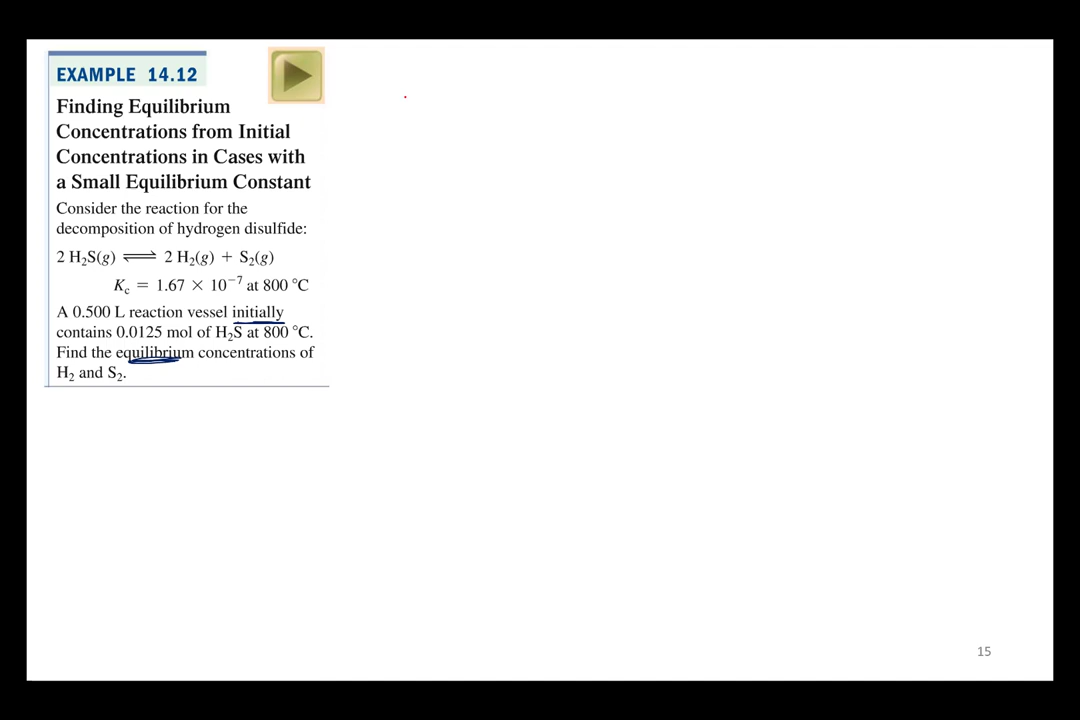 EXAMPLE 14.12
Finding Equilibrium
Concentrations from Initial
Concentrations in Cases with
a Small Equilibrium Constant
Consider the reaction for the
decomposition of hydrogen disulfide:
2 H₂S(g) ⇌ 2 H₂(g) + S₂(g)
K꜀ = 1.67 × 10⁻⁷ at 800 °C
A 0.500 L reaction vessel initially
contains 0.0125 mol of H₂S at 800 °C.
Find the equilibrium concentrations of
H₂ and S₂.
15